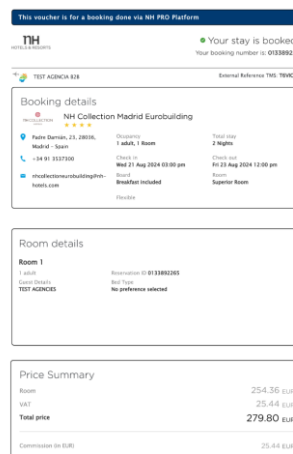 This voucher is for a booking done via NH PRO Platform
NH
HOTELS & RESORTS
Your stay is booked
Your booking number is: 0133892
TEST AGENCIA B2B
External Reference TMS:
Booking details
NH COLLECTION
NH Collection Madrid Eurobuilding
Padre Damián, 23, 28036,
Madrid - Spain
+34 91 3537300
nhcollectioneurobuilding@nh-
hotels.com
Occupancy
1 adult, 1 Room
Total stay
2 Nights
Check in
Wed 21 Aug 2024 03:00 pm
Check out
Fri 23 Aug 2024 12:00 pm
Board
Breakfast included
Room
Superior Room
Flexible
Room details
Room 1
1 adult
Reservation ID 0133892265
Guest Details
TEST AGENCIES
Bed Type
No preference selected
Price Summary
Room 254.36 EUR
VAT 25.44 EUR
Total price 279.80 EUR
Commission (in EUR) 25.44 EUR